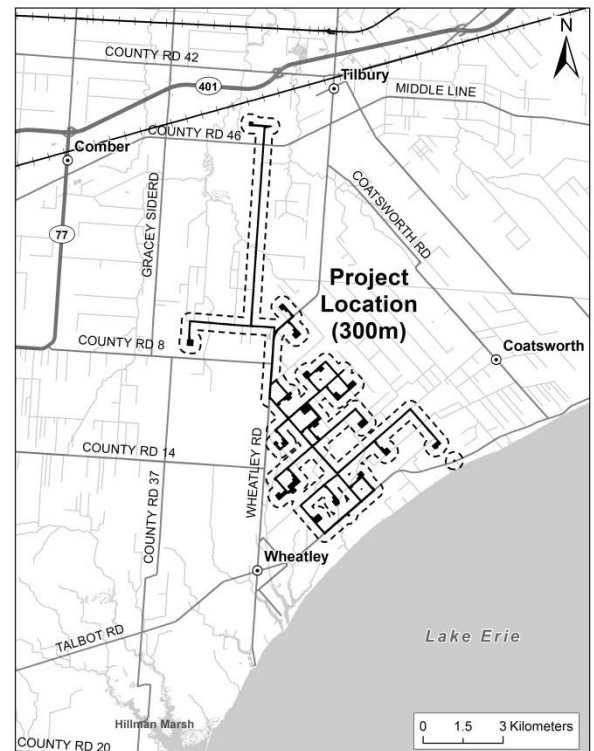 COUNTY RD 42
N
401
Tilbury
MIDDLE LINE
COUNTY RD 46
Comber
GRACEY SIDERD
COATSWORTH RD
77
Project
Location
(300m)
COUNTY RD 8
Coatsworth
COUNTY RD 14
WHEATLEY RD
COUNTY RD 37
Wheatley
TALBOT RD
Lake Erie
Hillman Marsh
COUNTY RD 20
0 1.5 3 Kilometers